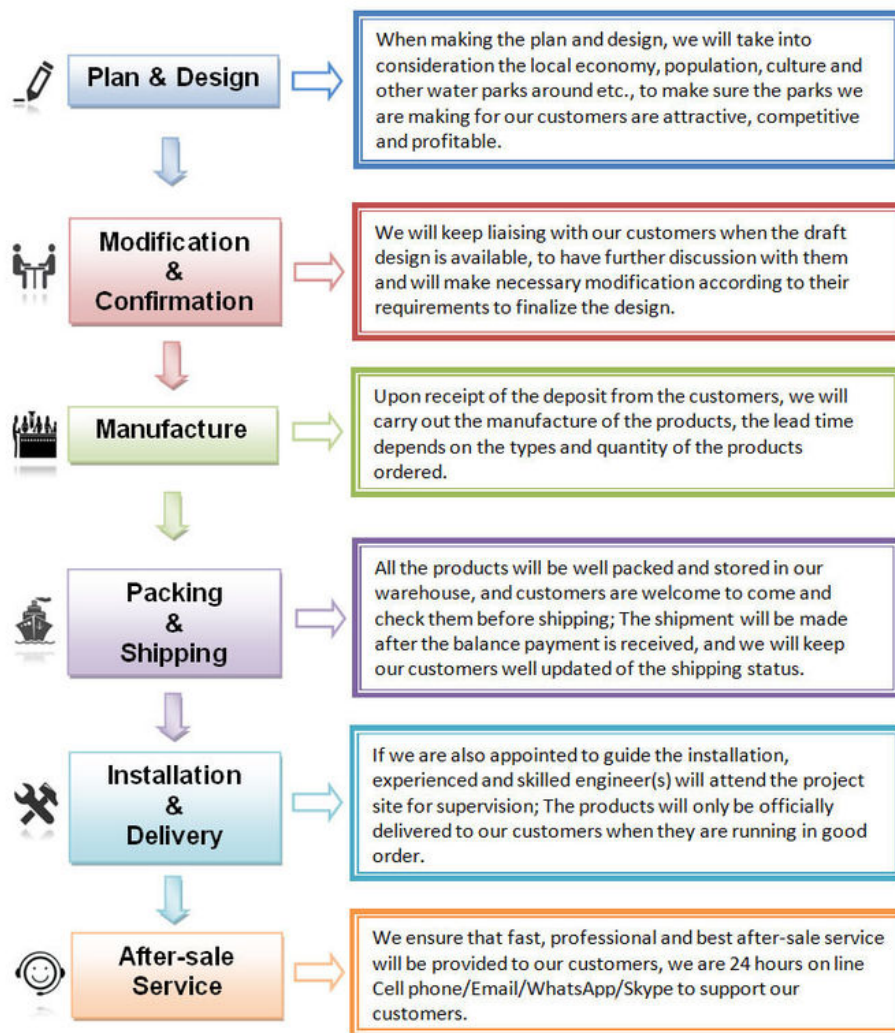 Plan & Design
When making the plan and design, we will take into
consideration the local economy, population, culture and
other water parks around etc., to make sure the parks we
are making for our customers are attractive, competitive
and profitable.
Modification
&
Confirmation
We will keep liaising with our customers when the draft
design is available, to have further discussion with them
and will make necessary modification according to their
requirements to finalize the design.
Manufacture
Upon receipt of the deposit from the customers, we will
carry out the manufacture of the products, the lead time
depends on the types and quantity of the products
ordered.
Packing
&
Shipping
All the products will be well packed and stored in our
warehouse, and customers are welcome to come and
check them before shipping; The shipment will be made
after the balance payment is received, and we will keep
our customers well updated of the shipping status.
Installation
&
Delivery
If we are also appointed to guide the installation,
experienced and skilled engineer(s) will attend the project
site for supervision; The products will only be officially
delivered to our customers when they are running in good
order.
After-sale
Service
We ensure that fast, professional and best after-sale service
will be provided to our customers, we are 24 hours on line
Cell phone/Email/WhatsApp/Skype to support our
customers.